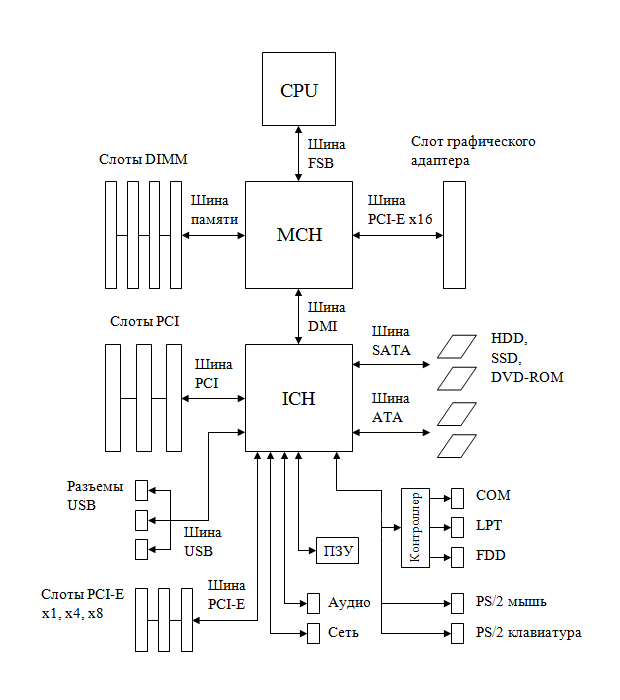 CPU
Шина
FSB
Слот графического
адаптера
Слоты DIMM
Шина
памяти
MCH
Шина
PCI-E x16
Шина
DMI
Слоты PCI
Шина
PCI
ICH
Шина
SATA
HDD,
SSD,
DVD-ROM
Шина
ATA
Разъемы
USB
Шина
USB
ПЗУ
Контроллер
COM
LPT
FDD
Слоты PCI-E
x1, x4, x8
Шина
PCI-E
Аудио
Сеть
PS/2 мышь
PS/2 клавиатура